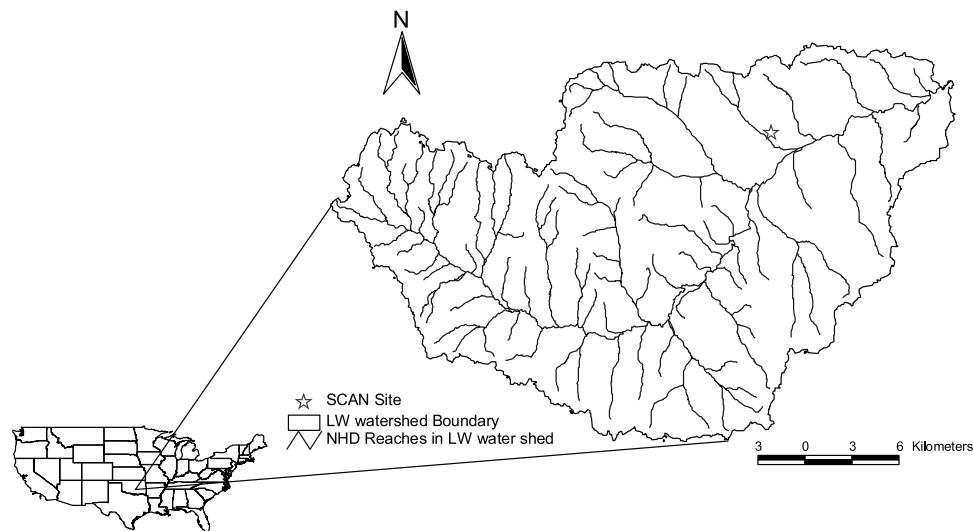 N
SCAN Site
LW watershed Boundary
NHD Reaches in LW water shed
3 0 3 6 Kilometers